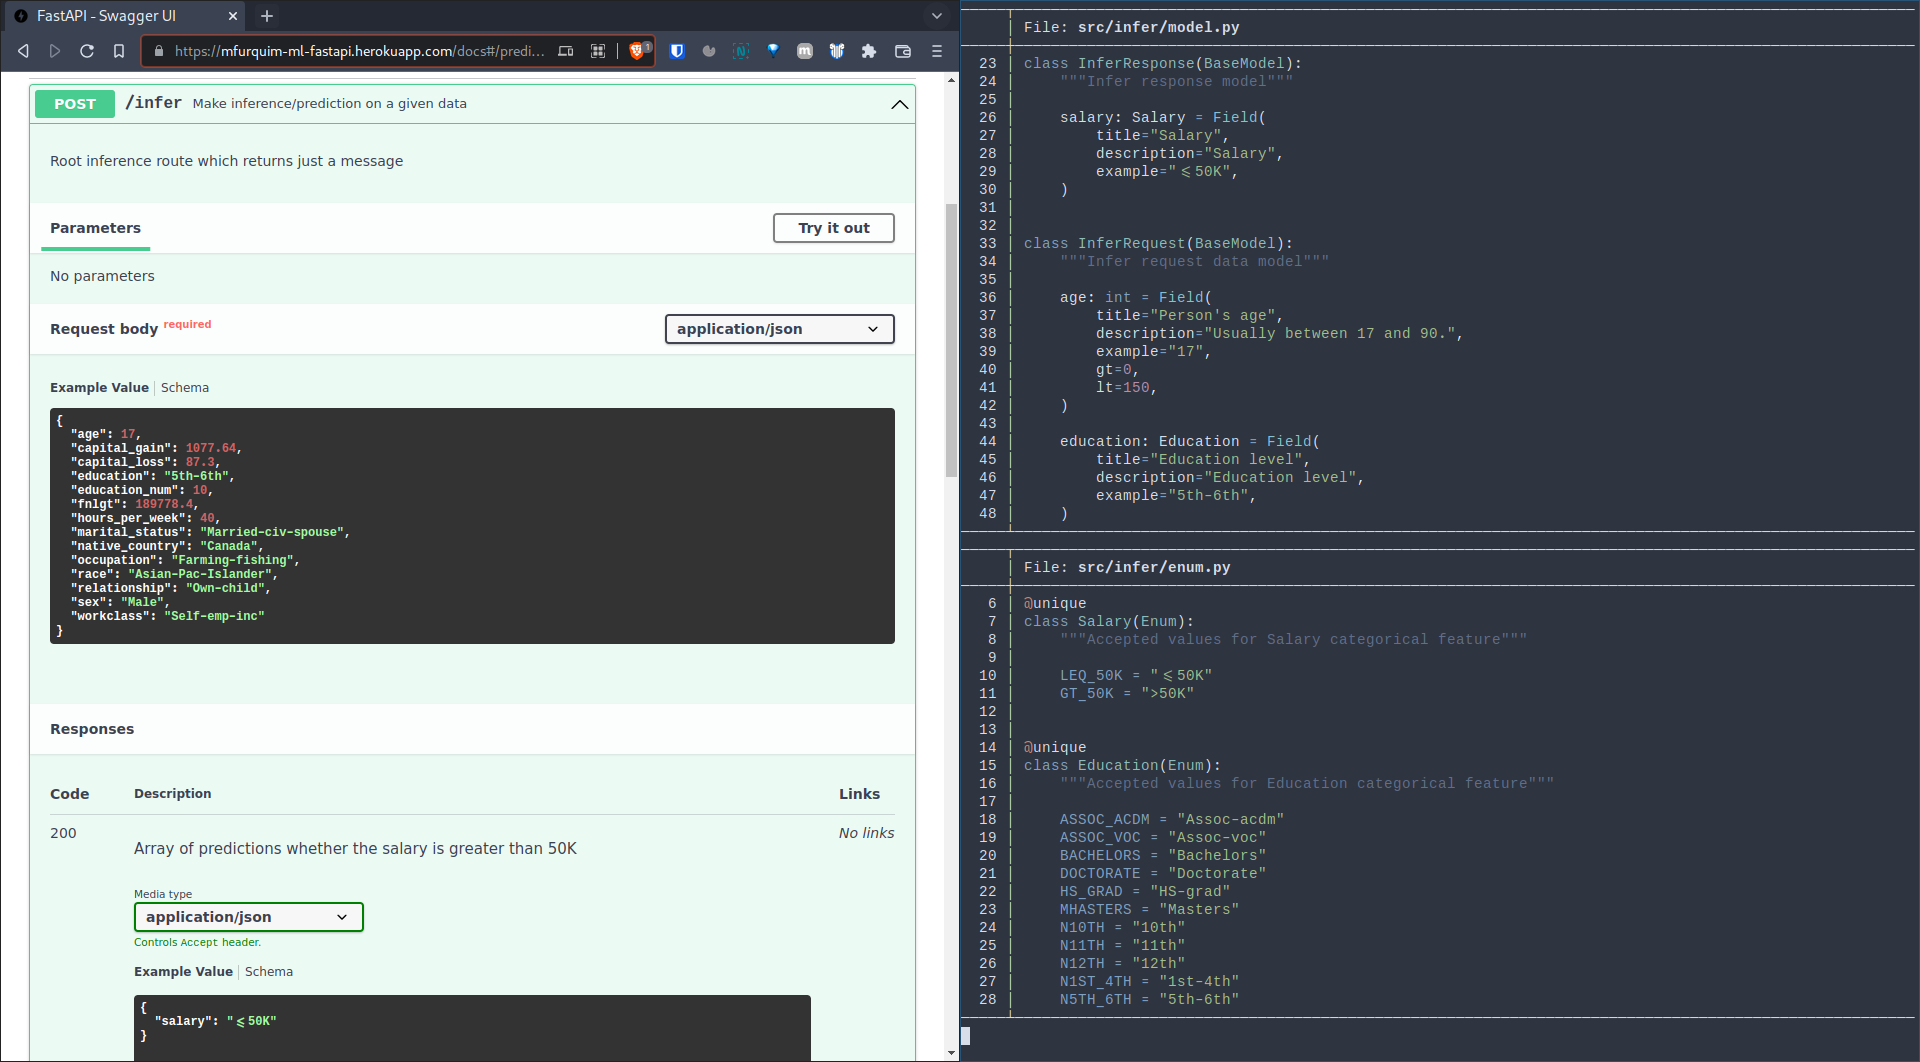 FastAPI - Swagger UI
https://mfurquim-ml-fastapi.herokuapp.com/docs#/predi...
1
POST /infer Make inference/prediction on a given data
Root inference route which returns just a message
Parameters
Try it out
No parameters
Request body required
application/json
Example Value | Schema
{
"age": 17,
"capital_gain": 1077.64,
"capital_loss": 87.3,
"education": "5th-6th",
"education_num": 10,
"fnlgt": 189778.4,
"hours_per_week": 40,
"marital_status": "Married-civ-spouse",
"native_country": "Canada",
"occupation": "Farming-fishing",
"race": "Asian-Pac-Islander",
"relationship": "Own-child",
"sex": "Male",
"workclass": "Self-emp-inc"
}
Responses
Code Description Links
200 No links
Array of predictions whether the salary is greater than 50K
Media type
application/json
Controls Accept header.
Example Value | Schema
{
"salary": "⩽50K"
}
File: src/infer/model.py
23 class InferResponse(BaseModel):
24 """Infer response model"""
25
26 salary: Salary = Field(
27 title="Salary",
28 description="Salary",
29 example="⩽50K",
30 )
31
32
33 class InferRequest(BaseModel):
34 """Infer request data model"""
35
36 age: int = Field(
37 title="Person's age",
38 description="Usually between 17 and 90.",
39 example="17",
40 gt=0,
41 lt=150,
42 )
43
44 education: Education = Field(
45 title="Education level",
46 description="Education level",
47 example="5th-6th",
48 )
File: src/infer/enum.py
6 @unique
7 class Salary(Enum):
8 """Accepted values for Salary categorical feature"""
9
10 LEQ_50K = "⩽50K"
11 GT_50K = ">50K"
12
13
14 @unique
15 class Education(Enum):
16 """Accepted values for Education categorical feature"""
17
18 ASSOC_ACDM = "Assoc-acdm"
19 ASSOC_VOC = "Assoc-voc"
20 BACHELORS = "Bachelors"
21 DOCTORATE = "Doctorate"
22 HS_GRAD = "HS-grad"
23 MHASTERS = "Masters"
24 N10TH = "10th"
25 N11TH = "11th"
26 N12TH = "12th"
27 N1ST_4TH = "1st-4th"
28 N5TH_6TH = "5th-6th"